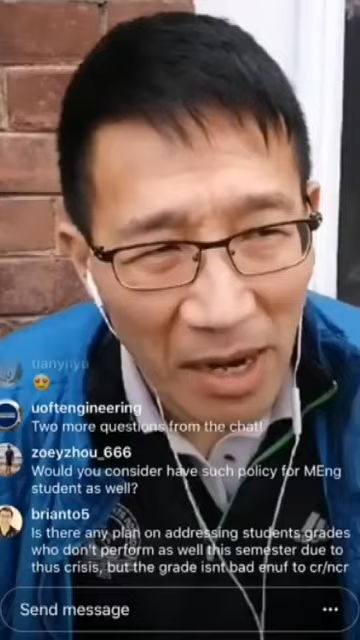 tianyijyo
😍
uoftengineering
Two more questions from the chat!
zoeyzhou_666
Would you consider have such policy for MEng
student as well?
brianto5
Is there any plan on addressing students grades
who don't perform as well this semester due to
thus crisis, but the grade isnt bad enuf to cr/ncr
Send message